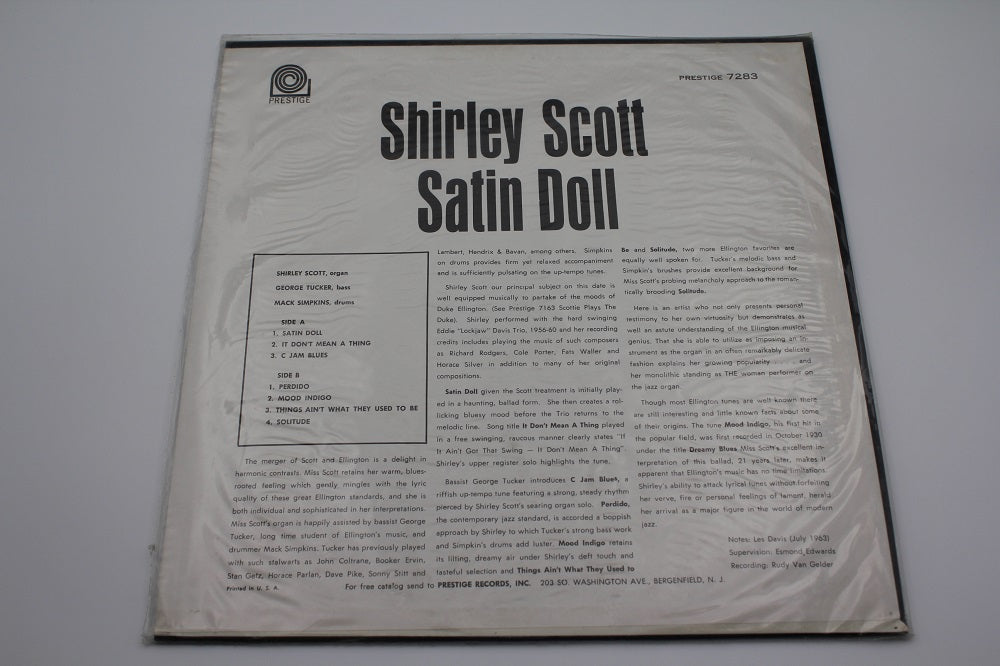 PRESTIGE
PRESTIGE 7283
Shirley Scott
Satin Doll
SHIRLEY SCOTT, organ
GEORGE TUCKER, bass
MACK SIMPKINS, drums
SIDE A
1. SATIN DOLL
2. IT DON'T MEAN A THING
3. C JAM BLUES
SIDE B
1. PERDIDO
2. MOOD INDIGO
3. THINGS AIN'T WHAT THEY USED TO BE
4. SOLITUDE
The merger of Scott and Ellington is a delight in
harmonic contrasts. Miss Scott retains her warm, blues-
rooted feeling which gently mingles with the lyric
quality of these great Ellington standards, and she is
both individual and sophisticated in her interpretations.
Miss Scott's organ is happily assisted by bassist George
Tucker, long time student of Ellington's music, and
drummer Mack Simpkins. Tucker has previously played
with such stalwarts as John Coltrane, Booker Ervin,
Stan Getz, Horace Parlan, Dave Pike, Sonny Stitt and
Lambert, Hendrix & Bavan, among others. Simpkins
on drums provides firm yet relaxed accompaniment
and is sufficiently pulsating on the up-tempo tunes.
Shirley Scott our principal subject on this date is
well equipped musically to partake of the moods of
Duke Ellington. (See Prestige 7163 Scottie Plays The
Duke). Shirley performed with the hard swinging
Eddie "Lockjaw" Davis Trio, 1956-60 and her recording
credits includes playing the music of such composers
as Richard Rodgers, Cole Porter, Fats Waller and
Horace Silver in addition to many of her original
compositions.
Satin Doll given the Scott treatment is initially play-
ed in a haunting, ballad form. She then creates a rol-
licking bluesy mood before the Trio returns to the
melodic line. Song title It Don't Mean A Thing played
in a free swinging, raucous manner clearly states "If
It Ain't Got That Swing — It Don't Mean A Thing".
Shirley's upper register solo highlights the tune.
Bassist George Tucker introduces C Jam Blues, a
riffish up-tempo tune featuring a strong, steady rhythm
pierced by Shirley Scott's searing organ solo. Perdido,
the contemporary jazz standard, is accorded a boppish
approach by Shirley to which Tucker's strong bass work
and Simpkin's drums add luster. Mood Indigo retains
its lilting, dreamy air under Shirley's deft touch and
tasteful selection and Things Ain't What They Used to
Be and Solitude, two more Ellington favorites are
equally well spoken for. Tucker's melodic bass and
Simpkin's brushes provide excellent background for
Miss Scott's probing melancholy approach to the roman-
tically brooding Solitude.
Here is an artist who not only presents personal
testimony to her own virtuosity but demonstrates as
well an astute understanding of the Ellington musical
genius. That she is able to utilize as imposing an in-
strument as the organ in an often remarkably delicate
fashion explains her growing popularity . . . . and
her monolithic standing as THE woman performer on
the jazz organ.
Though most Ellington tunes are well known there
are still interesting and little known facts about some
of their origins. The tune Mood Indigo, his first hit in
the popular field, was first recorded in October 1930
under the title Dreamy Blues. Miss Scott's excellent in-
terpretation of this ballad, 21 years later, makes it
apparent that Ellington's music has no time limitations.
Shirley's ability to attack lyrical tunes without forfeiting
her verve, fire or personal feelings of lament, herald
her arrival as a major figure in the world of modern
jazz.
Notes: Les Davis (July 1963)
Supervision: Esmond Edwards
Recording: Rudy Van Gelder
For free catalog send to PRESTIGE RECORDS, INC. 203 SO. WASHINGTON AVE., BERGENFIELD, N. J.
Printed in U. S. A.